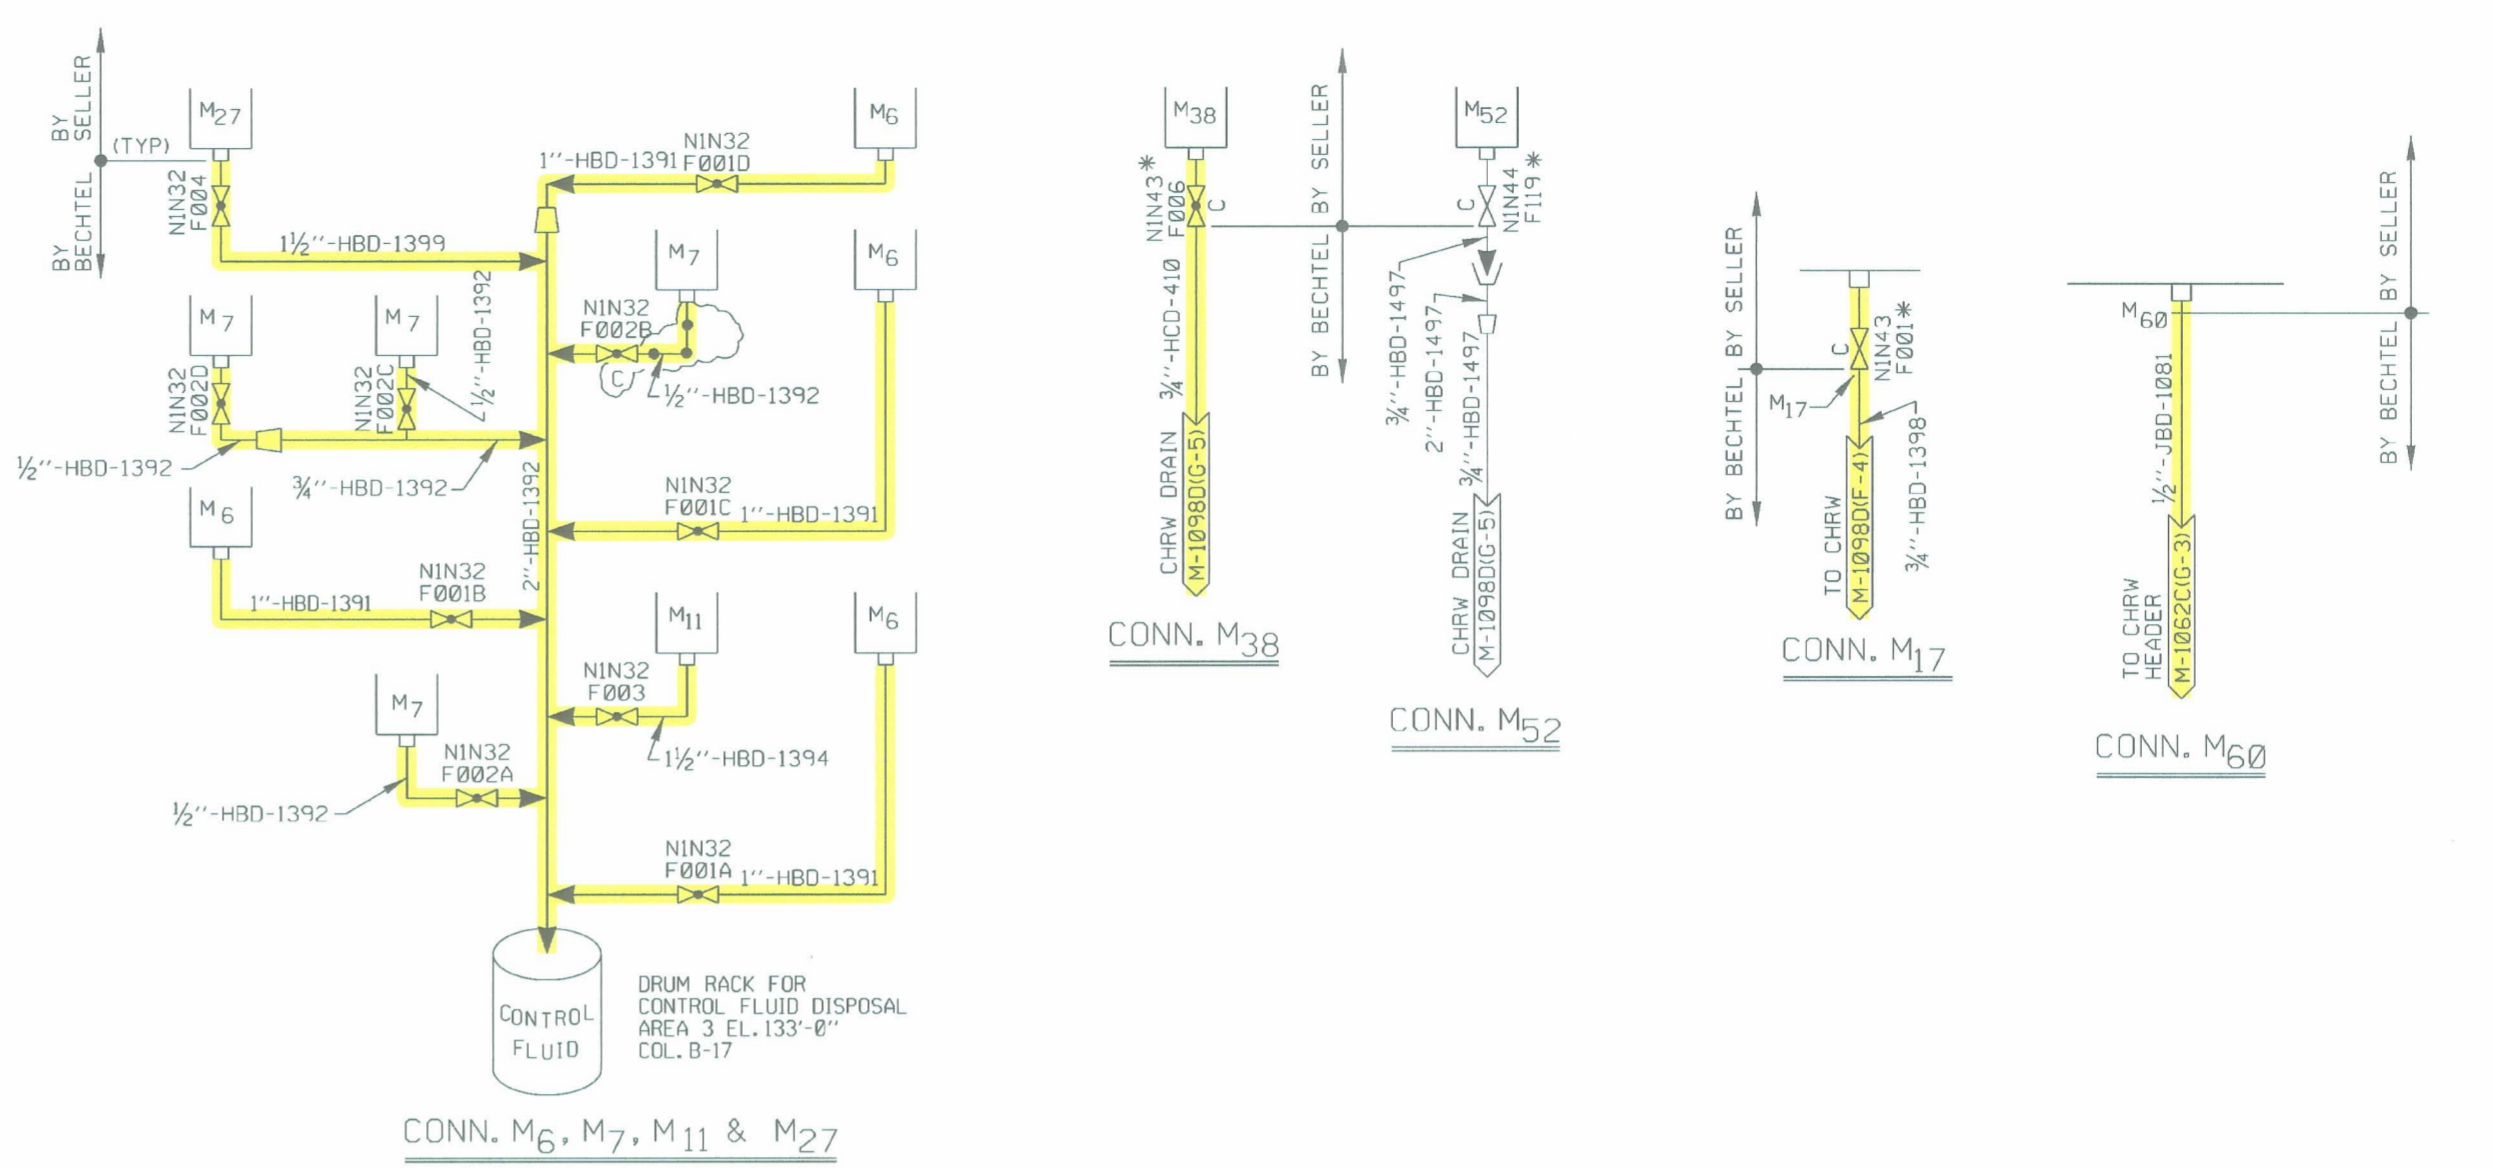 BY SELLER
(TYP)
BY BECHTEL
M27
N1N32
F004
1½"-HBD-1399
M6
N1N32
F001D
1"-HBD-1391
M7
N1N32
F002B
C
½"-HBD-1392
M6
N1N32
F001C
1"-HBD-1391
M7
N1N32
F002D
½"-HBD-1392
M7
N1N32
F002C
½"-HBD-1392
¾"-HBD-1392
2"-HBD-1392
M6
N1N32
F001B
1"-HBD-1391
M11
N1N32
F003
1½"-HBD-1394
M6
N1N32
F001A
1"-HBD-1391
M7
N1N32
F002A
½"-HBD-1392
CONTROL
FLUID
DRUM RACK FOR
CONTROL FLUID DISPOSAL
AREA 3 EL.133'-0"
COL.B-17
CONN. M6, M7, M11 & M27
M38
N1N43*
F006
C
¾"-HCD-410
CHRW DRAIN
M-1098D(G-5)
CONN. M38
BY SELLER
BY BECHTEL
M52
C
N1N44
F119*
¾"-HBD-1497
2"-HBD-1497
¾"-HBD-1497
CHRW DRAIN
M-1098D(G-5)
CONN. M52
BY SELLER
BY BECHTEL
C
N1N43
F001*
M17
¾"-HBD-1398
TO CHRW
M-1098D(F-4)
CONN. M17
M60
BY SELLER
BY BECHTEL
½"-JBD-1081
TO CHRW
HEADER
M-1062C(G-3)
CONN. M60